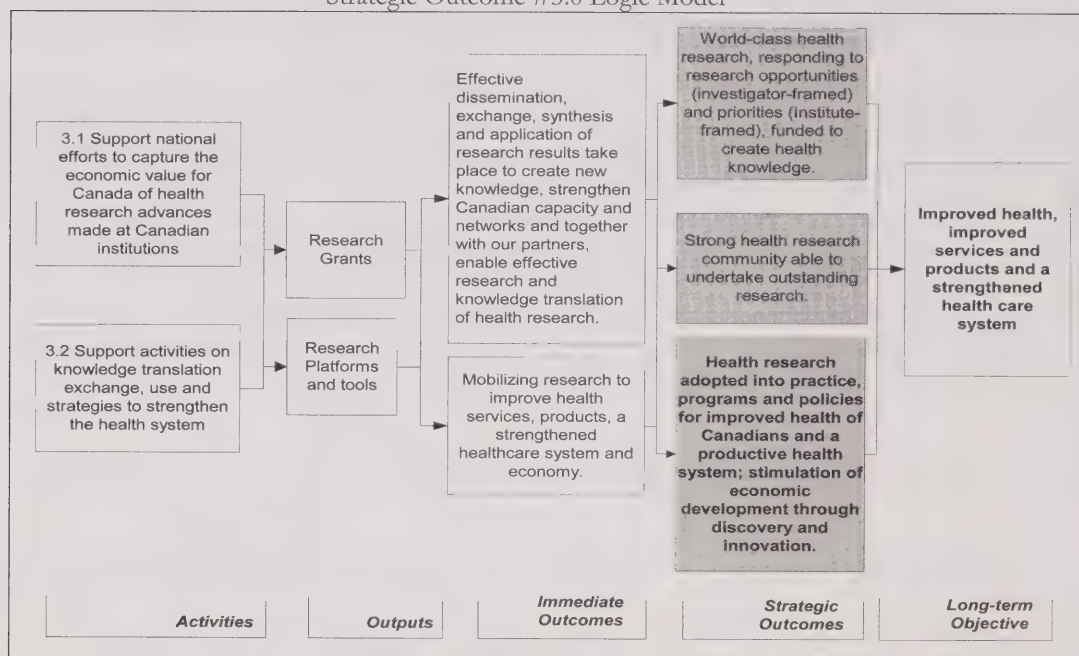 Strategic Outcome #3.0 Logic Model
3.1 Support national
efforts to capture the
economic value for
Canada of health
research advances
made at Canadian
institutions
3.2 Support activities on
knowledge translation
exchange, use and
strategies to strengthen
the health system
Research
Grants
Research
Platforms
and tools
Effective
dissemination,
exchange, synthesis
and application of
research results take
place to create new
knowledge, strengthen
Canadian capacity and
networks and together
with our partners,
enable effective
research and
knowledge translation
of health research.
Mobilizing research to
improve health
services, products, a
strengthened
healthcare system and
economy.
World-class health
research, responding to
research opportunities
(investigator-framed)
and priorities (Institute-
framed), funded to
create health
knowledge.
Strong health research
community able to
undertake outstanding
research.
Health research
adopted into practice,
programs and policies
for improved health of
Canadians and a
productive health
system; stimulation of
economic
development through
discovery and
innovation.
Improved health,
improved
services and
products and a
strengthened
health care
system
Activities
Outputs
Immediate
Outcomes
Strategic
Outcomes
Long-term
Objective